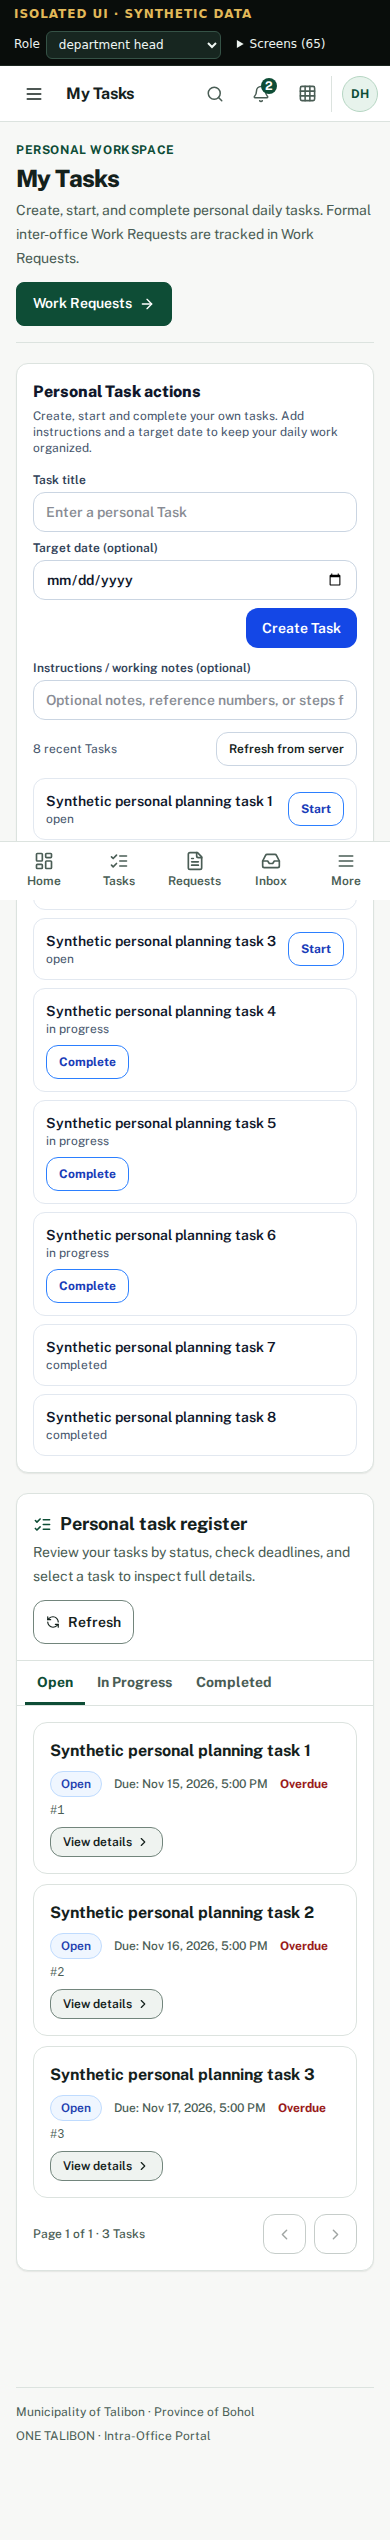 ISOLATED UI · SYNTHETIC DATA
Role department head Screens (65)
My Tasks 2 DH
PERSONAL WORKSPACE
My Tasks
Create, start, and complete personal daily tasks. Formal
inter-office Work Requests are tracked in Work
Requests.
Work Requests
Personal Task actions
Create, start and complete your own tasks. Add
instructions and a target date to keep your daily work
organized.
Task title
Enter a personal Task
Target date (optional)
mm/dd/yyyy
Create Task
Instructions / working notes (optional)
Optional notes, reference numbers, or steps f
8 recent Tasks Refresh from server
Synthetic personal planning task 1 Start
open
Home Tasks Requests Inbox More
Synthetic personal planning task 3 Start
open
Synthetic personal planning task 4
in progress
Complete
Synthetic personal planning task 5
in progress
Complete
Synthetic personal planning task 6
in progress
Complete
Synthetic personal planning task 7
completed
Synthetic personal planning task 8
completed
Personal task register
Review your tasks by status, check deadlines, and
select a task to inspect full details.
Refresh
Open In Progress Completed
Synthetic personal planning task 1
Open Due: Nov 15, 2026, 5:00 PM Overdue
#1
View details
Synthetic personal planning task 2
Open Due: Nov 16, 2026, 5:00 PM Overdue
#2
View details
Synthetic personal planning task 3
Open Due: Nov 17, 2026, 5:00 PM Overdue
#3
View details
Page 1 of 1 · 3 Tasks
Municipality of Talibon · Province of Bohol
ONE TALIBON · Intra-Office Portal